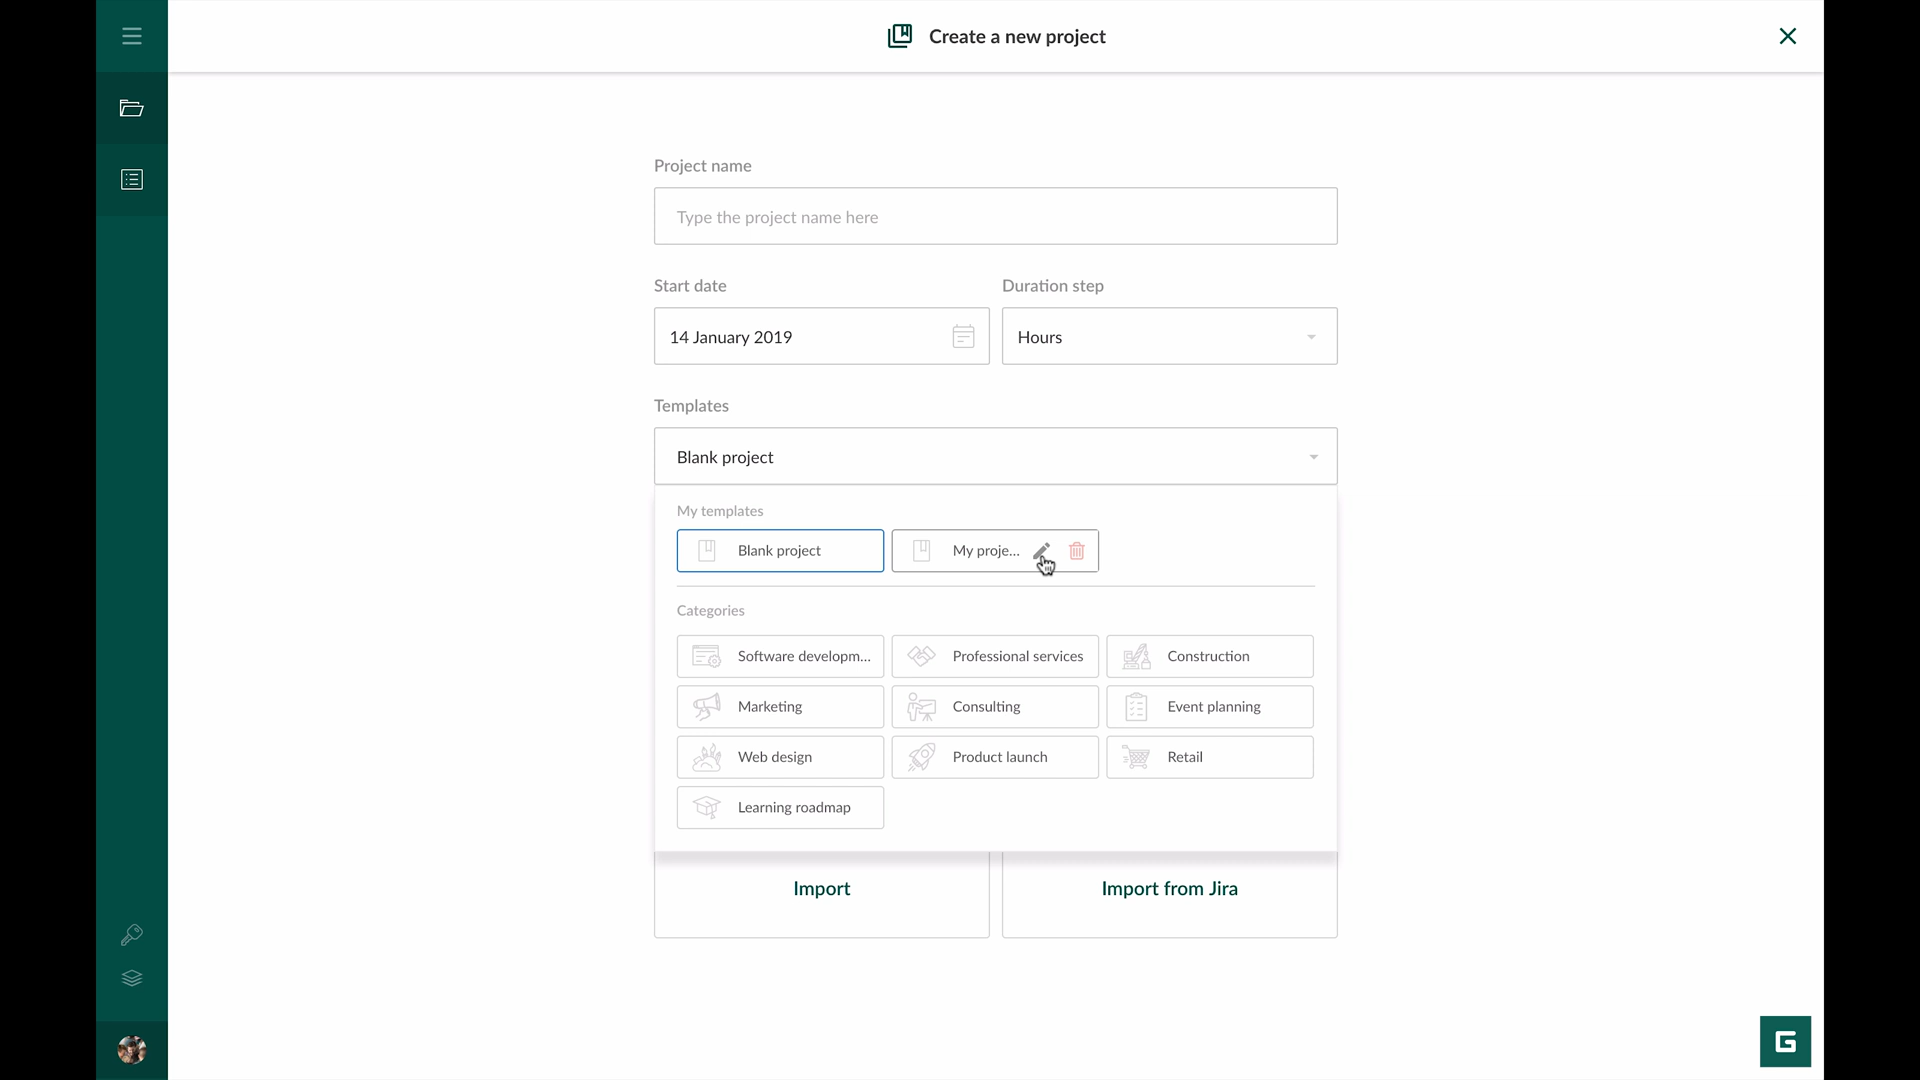 Create a new project
Project name
Type the project name here
Start date
Duration step
14 January 2019
Hours
Templates
Blank project
My templates
Blank project
My proje...
Categories
Software developm...
Professional services
Construction
Marketing
Consulting
Event planning
Web design
Product launch
Retail
Learning roadmap
Import
Import from Jira
G